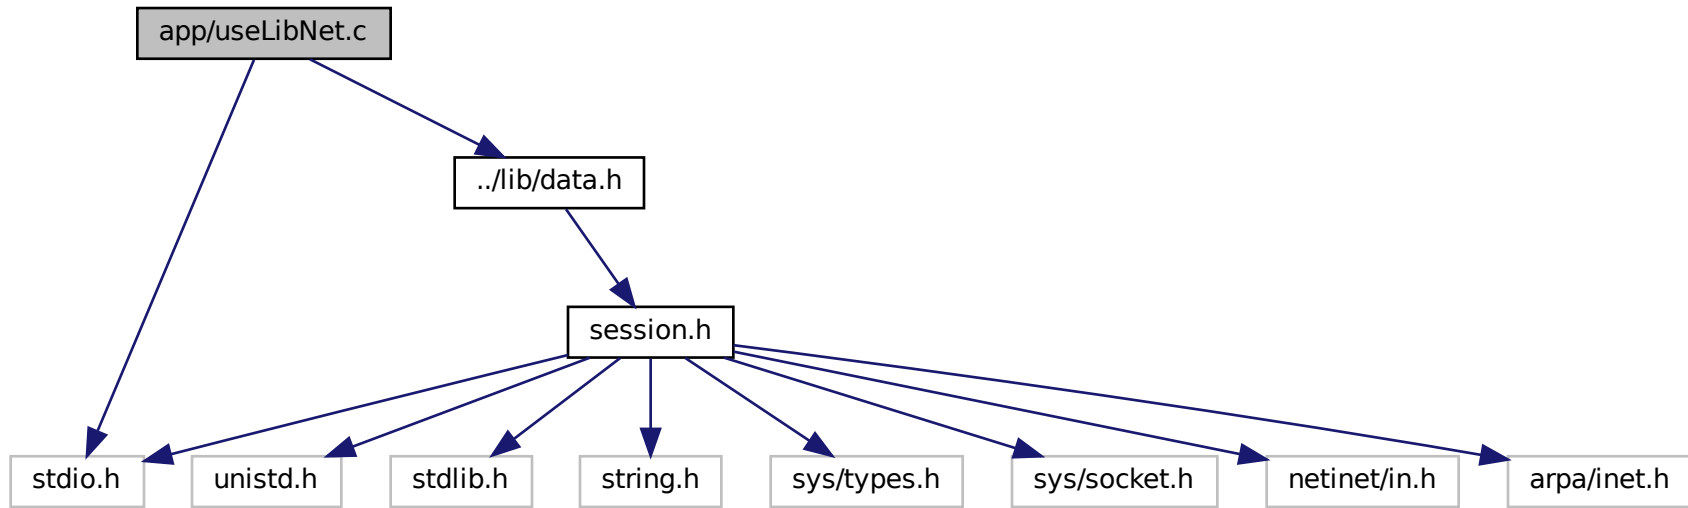 app/useLibNet.c
../lib/data.h
session.h
stdio.h
unistd.h
stdlib.h
string.h
sys/types.h
sys/socket.h
netinet/in.h
arpa/inet.h